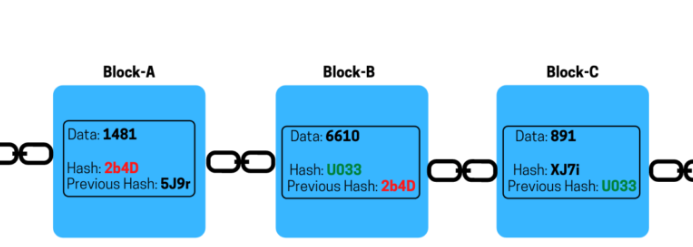 Block-A
Data: 1481
Hash: 2b4D
Previous Hash: 5J9r
Block-B
Data: 6610
Hash: U033
Previous Hash: 2b4D
Block-C
Data: 891
Hash: XJ7i
Previous Hash: U033